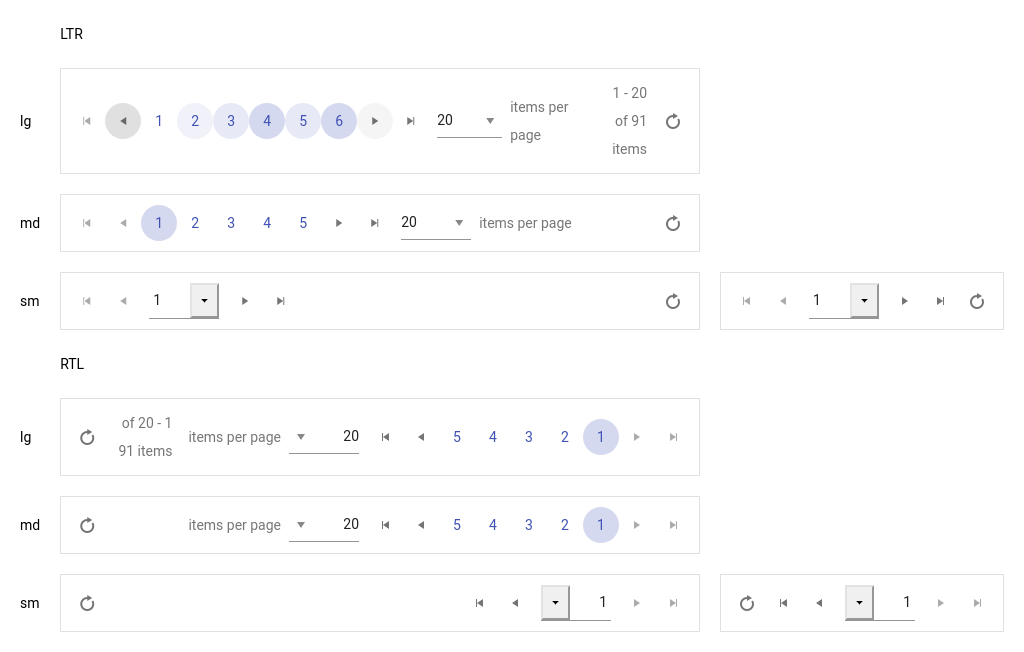 LTR
lg 1 2 3 4 5 6 20 items per page 1 - 20 of 91 items
md 1 2 3 4 5 20 items per page
sm 1 1
RTL
lg of 20 - 1 91 items items per page 20 5 4 3 2 1
md items per page 20 5 4 3 2 1
sm 1 1